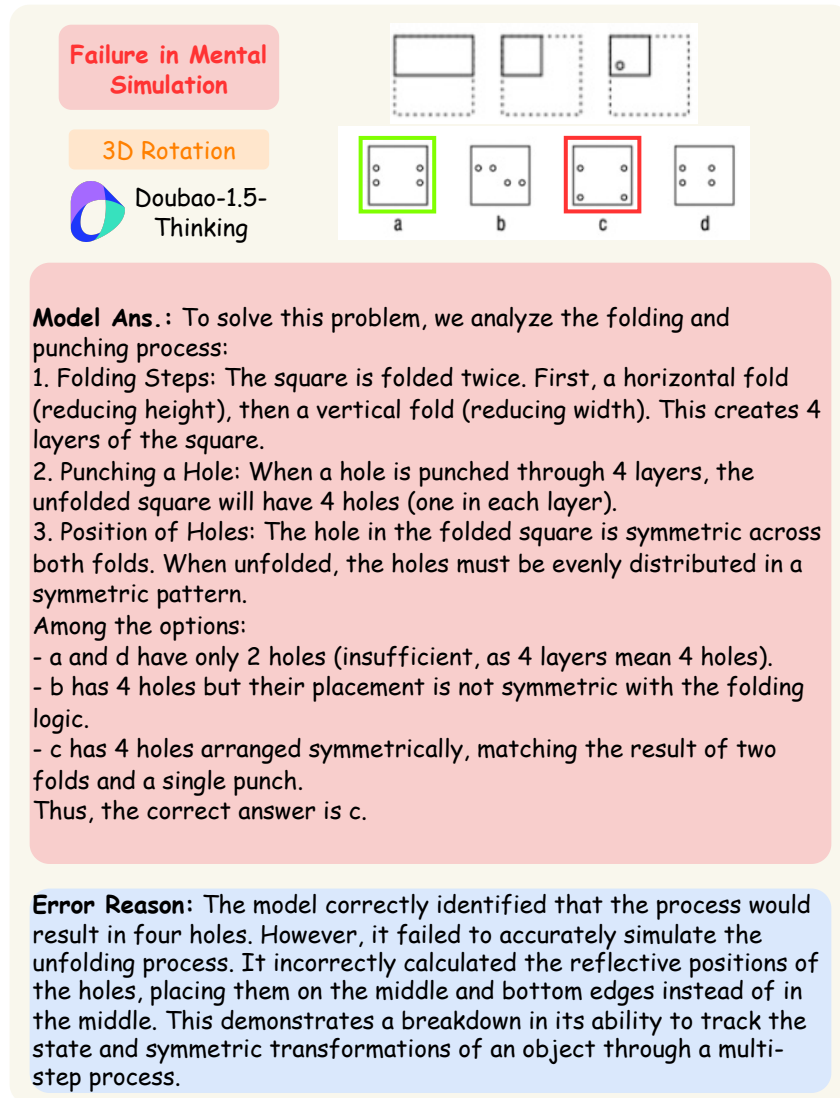 Failure in Mental
Simulation
3D Rotation
Doubao-1.5-
Thinking
a b c d
Model Ans.: To solve this problem, we analyze the folding and
punching process:
1. Folding Steps: The square is folded twice. First, a horizontal fold
(reducing height), then a vertical fold (reducing width). This creates 4
layers of the square.
2. Punching a Hole: When a hole is punched through 4 layers, the
unfolded square will have 4 holes (one in each layer).
3. Position of Holes: The hole in the folded square is symmetric across
both folds. When unfolded, the holes must be evenly distributed in a
symmetric pattern.
Among the options:
- a and d have only 2 holes (insufficient, as 4 layers mean 4 holes).
- b has 4 holes but their placement is not symmetric with the folding
logic.
- c has 4 holes arranged symmetrically, matching the result of two
folds and a single punch.
Thus, the correct answer is c.
Error Reason: The model correctly identified that the process would
result in four holes. However, it failed to accurately simulate the
unfolding process. It incorrectly calculated the reflective positions of
the holes, placing them on the middle and bottom edges instead of in
the middle. This demonstrates a breakdown in its ability to track the
state and symmetric transformations of an object through a multi-
step process.